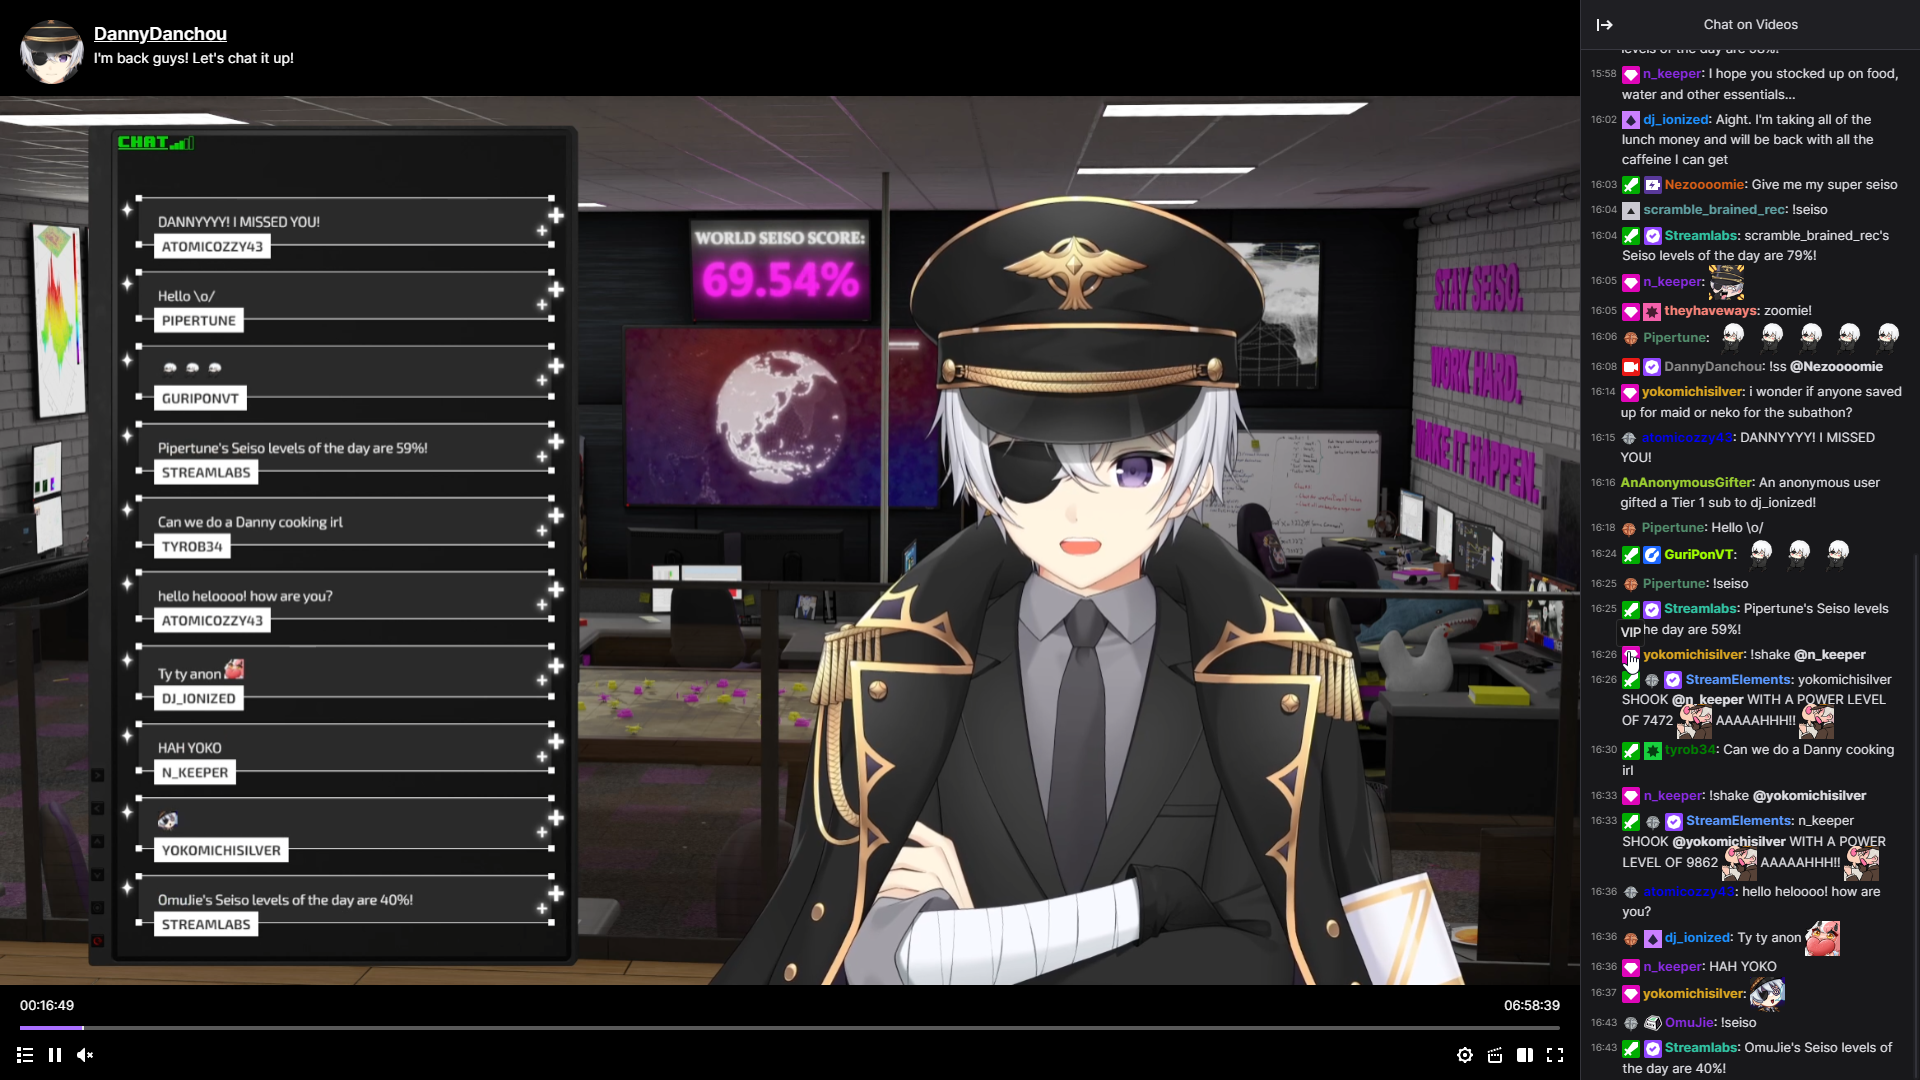 DannyDanchou
I'm back guys! Let's chat it up!
CHAT
DANNYYYY! I MISSED YOU!
ATOMICOZZY43
Hello \o/
PIPERTUNE
GURIPONVT
Pipertune's Seiso levels of the day are 59%!
STREAMLABS
Can we do a Danny cooking irl
TYROB34
hello heloooo! how are you?
ATOMICOZZY43
Ty ty anon
DJ_IONIZED
HAH YOKO
N_KEEPER
YOKOMICHISILVER
OmuJie's Seiso levels of the day are 40%!
STREAMLABS
WORLD SEISO SCORE:
69.54%
STAY SEISO.
WORK HARD.
MAKE IT HAPPEN.
00:16:49
06:58:39
Chat on Videos
15:58 n_keeper: I hope you stocked up on food,
water and other essentials...
16:02 dj_ionized: Aight. I'm taking all of the
lunch money and will be back with all the
caffeine I can get
16:03 Nezoooomie: Give me my super seiso
16:04 scramble_brained_rec: !seiso
16:04 Streamlabs: scramble_brained_rec's
Seiso levels of the day are 79%!
16:05 n_keeper:
16:05 theyhaveways: zoomie!
16:06 Pipertune:
16:08 DannyDanchou: !ss @Nezoooomie
16:14 yokomichisilver: i wonder if anyone saved
up for maid or neko for the subathon?
16:15 atomicozzy43: DANNYYYY! I MISSED
YOU!
16:16 AnAnonymousGifter: An anonymous user
gifted a Tier 1 sub to dj_ionized!
16:18 Pipertune: Hello \o/
16:24 GuriPonVT:
16:25 Pipertune: !seiso
16:25 Streamlabs: Pipertune's Seiso levels
VIP he day are 59%!
16:26 yokomichisilver: !shake @n_keeper
16:26 StreamElements: yokomichisilver
SHOOK @n_keeper WITH A POWER LEVEL
OF 7472 AAAAAHHH!!
16:30 tyrob34: Can we do a Danny cooking
irl
16:33 n_keeper: !shake @yokomichisilver
16:33 StreamElements: n_keeper
SHOOK @yokomichisilver WITH A POWER
LEVEL OF 9862 AAAAAHHH!!
16:36 atomicozzy43: hello heloooo! how are
you?
16:36 dj_ionized: Ty ty anon
16:36 n_keeper: HAH YOKO
16:37 yokomichisilver:
16:43 OmuJie: !seiso
16:43 Streamlabs: OmuJie's Seiso levels of
the day are 40%!